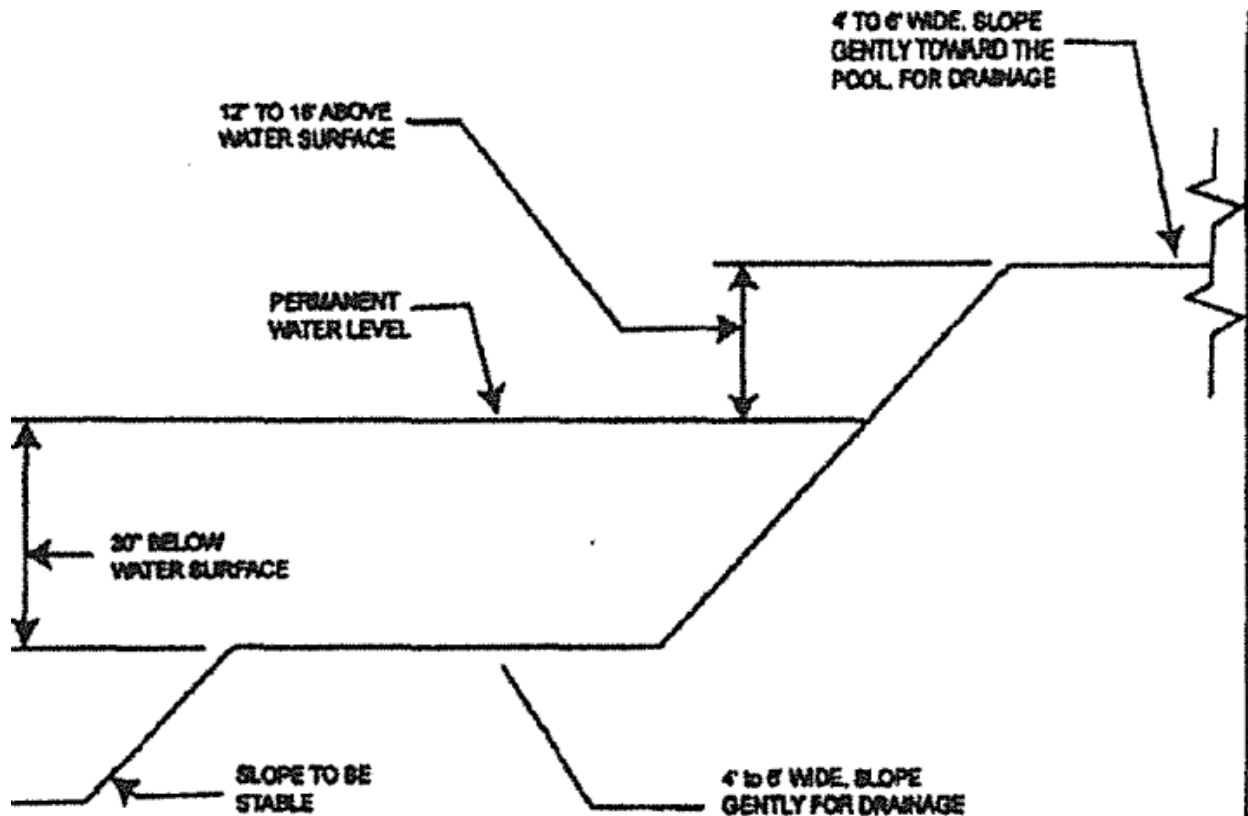 4' TO 6' WIDE, SLOPE
GENTLY TOWARD THE
POOL, FOR DRAINAGE
12" TO ABOVE
WATER SURFACE
PERMANENT
WATER LEVEL
30" BELOW
WATER SURFACE
SLOPE TO BE
STABLE
4' to 6' WIDE, SLOPE
GENTLY FOR DRAINAGE